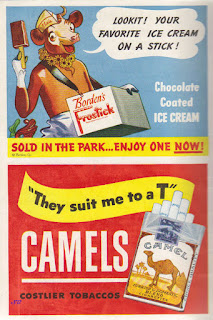 LOOKIT! YOUR
FAVORITE ICE CREAM
ON A STICK!
Borden's
Frostick
Chocolate
Coated
ICE CREAM
SOLD IN THE PARK...ENJOY ONE NOW!
"They suit me to a T"
CAMELS
COSTLIER TOBACCOS
CAMEL